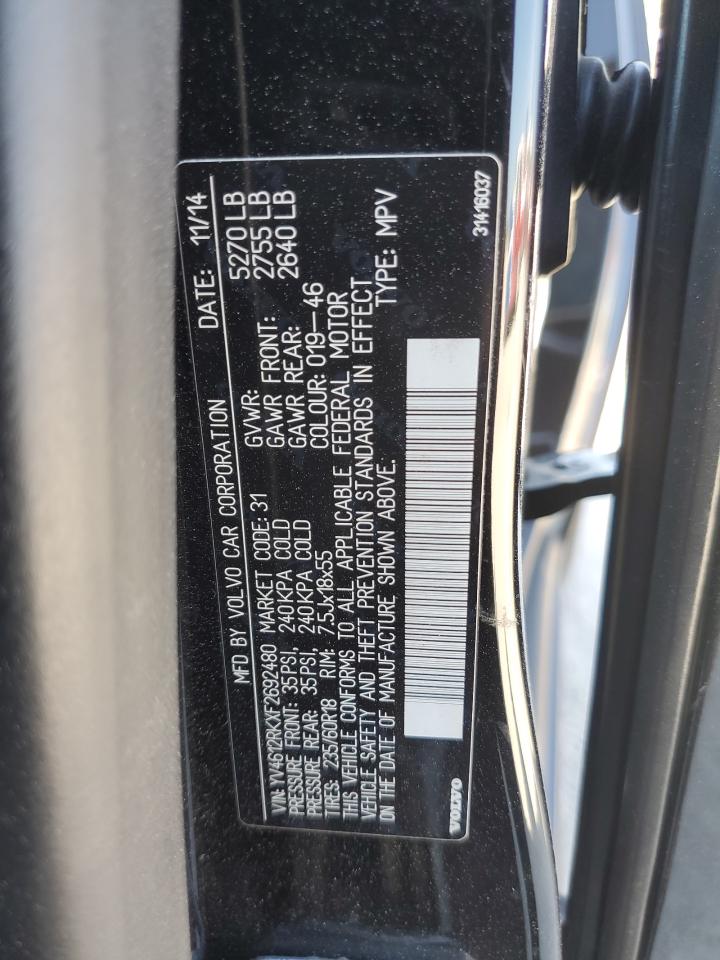 MFD BY VOLVO CAR CORPORATION DATE: 11/14
GVWR: 5270 LB
VIN: YV4612RKXF2692480 MARKET CODE: 31 GAWR FRONT: 2755 LB
PRESSURE FRONT: 35PSI, 240KPA COLD GAWR REAR: 2640 LB
PRESSURE REAR: 35PSI, 240KPA COLD COLOUR: 019-46
TIRES: 235/60R18 RIM: 7.5Jx18x55
THIS VEHICLE CONFORMS TO ALL APPLICABLE FEDERAL MOTOR
VEHICLE SAFETY AND THEFT PREVENTION STANDARDS IN EFFECT
ON THE DATE OF MANUFACTURE SHOWN ABOVE. TYPE: MPV
VOLVO 31416037